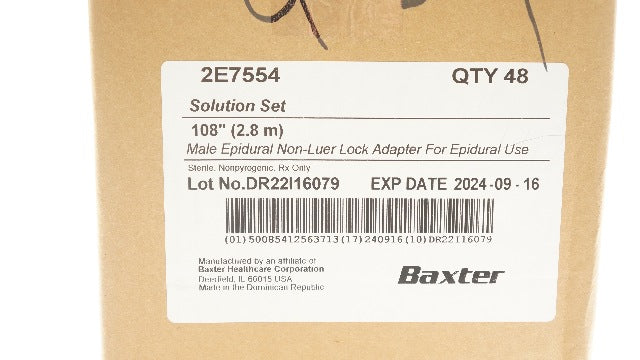 2E7554 QTY 48
Solution Set
108" (2.8 m)
Male Epidural Non-Luer Lock Adapter For Epidural Use
Sterile, Nonpyrogenic, Rx Only
Lot No.DR22I16079 EXP DATE 2024-09-16
(01)50085412563713(17)240916(10)DR22I16079
Manufactured by an affiliate of
Baxter Healthcare Corporation
Deerfield, IL 60015 USA
Made in the Dominican Republic
Baxter